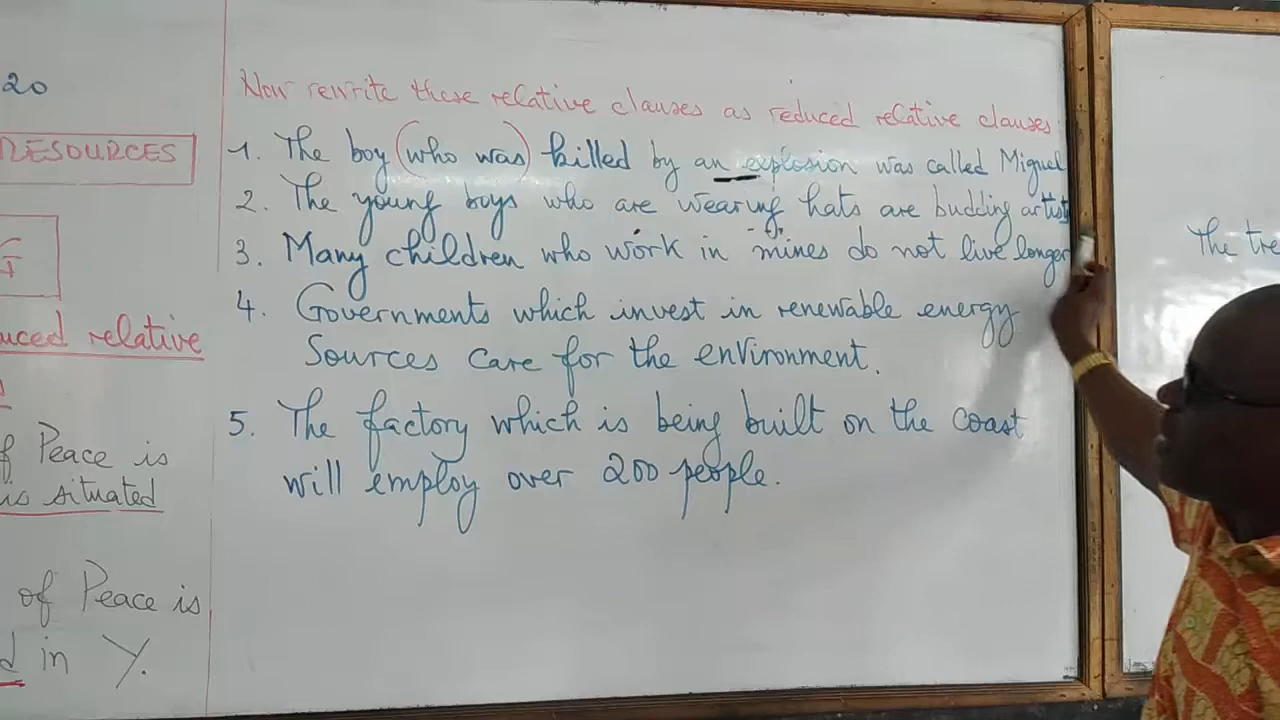 20
RESOURCES
uced relative
f Peace is
is situated
of Peace is
d in Y.
Now rewrite these relative clauses as reduced relative clauses
1. The boy (who was) killed by an explosion was called Miguel
2. The young boys who are wearing hats are budding artists
3. Many children who work in mines do not live longer
4. Governments which invest in renewable energy
Sources care for the environment.
5. The factory which is being built on the coast
will employ over 200 people.
The tre